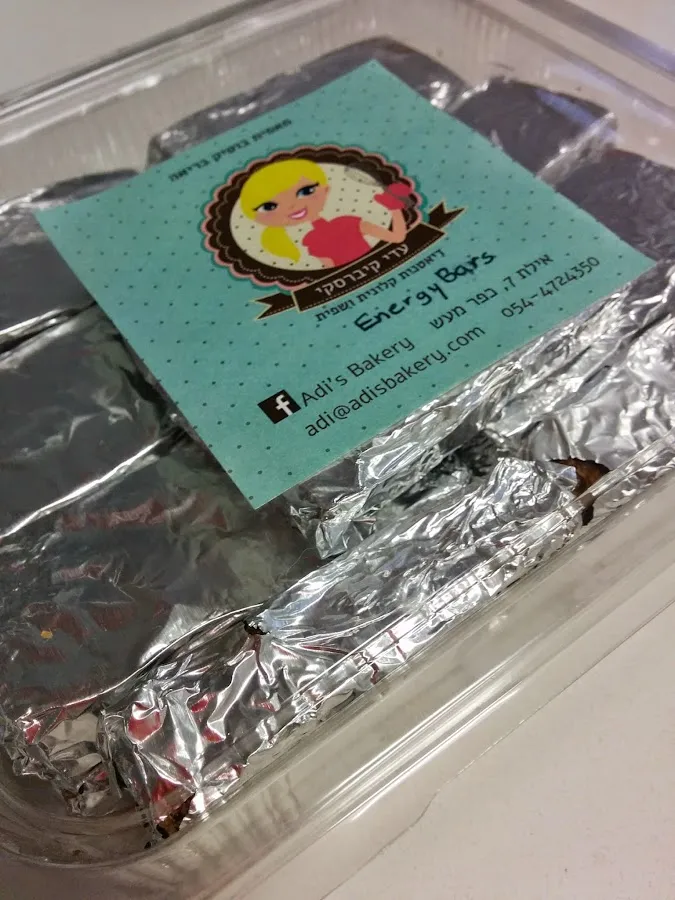 מאפית בוטיק בריאה
עדי קיברסקי
דיאטנית קלינית ושפית
Energy Bars
אילת 7, כפר מעש
054-4724350
Adi's Bakery
adi@adisbakery.com